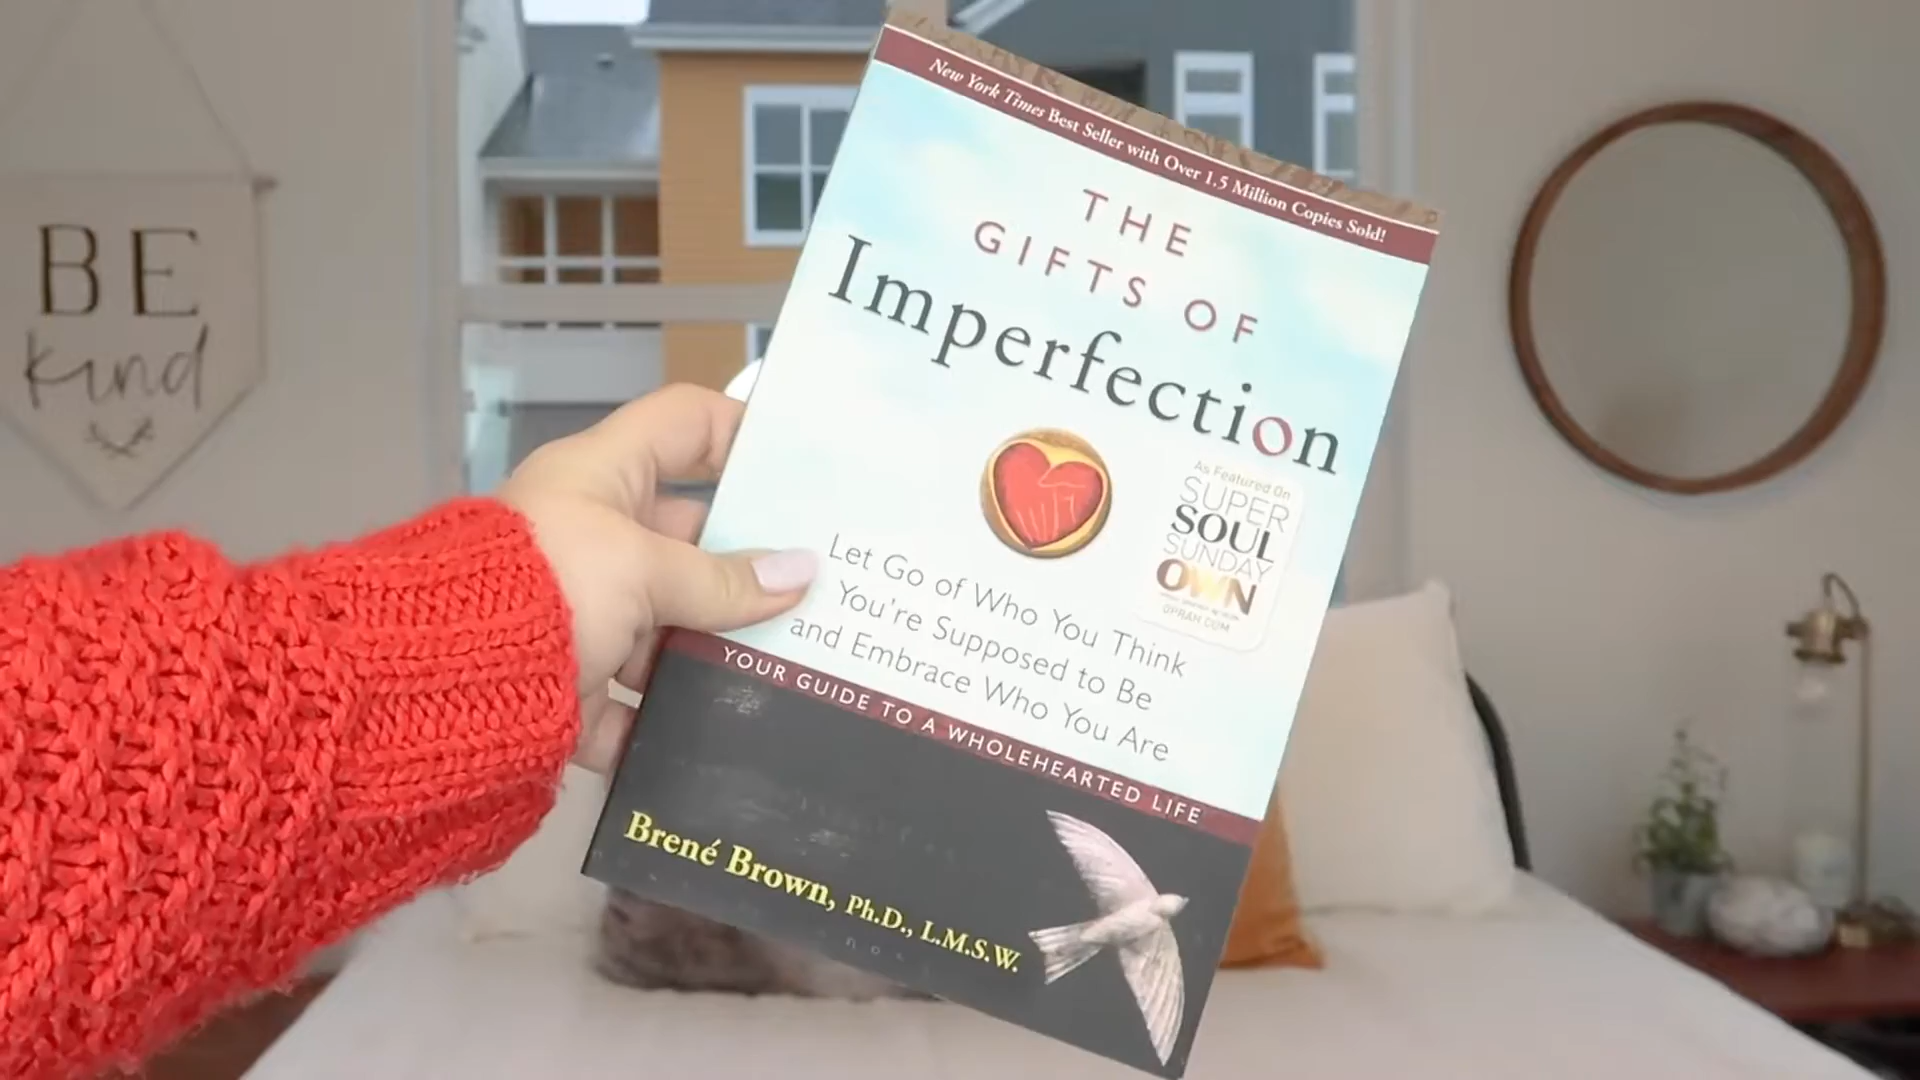 BE
kind
New York Times Best Seller with Over 1.5 Million Copies Sold!
THE
GIFTS OF
Imperfection
As Featured On
SUPER
SOUL
SUNDAY
OWN
OPRAH.COM
Let Go of Who You Think
You're Supposed to Be
and Embrace Who You Are
YOUR GUIDE TO A WHOLEHEARTED LIFE
Brené Brown, Ph.D., L.M.S.W.